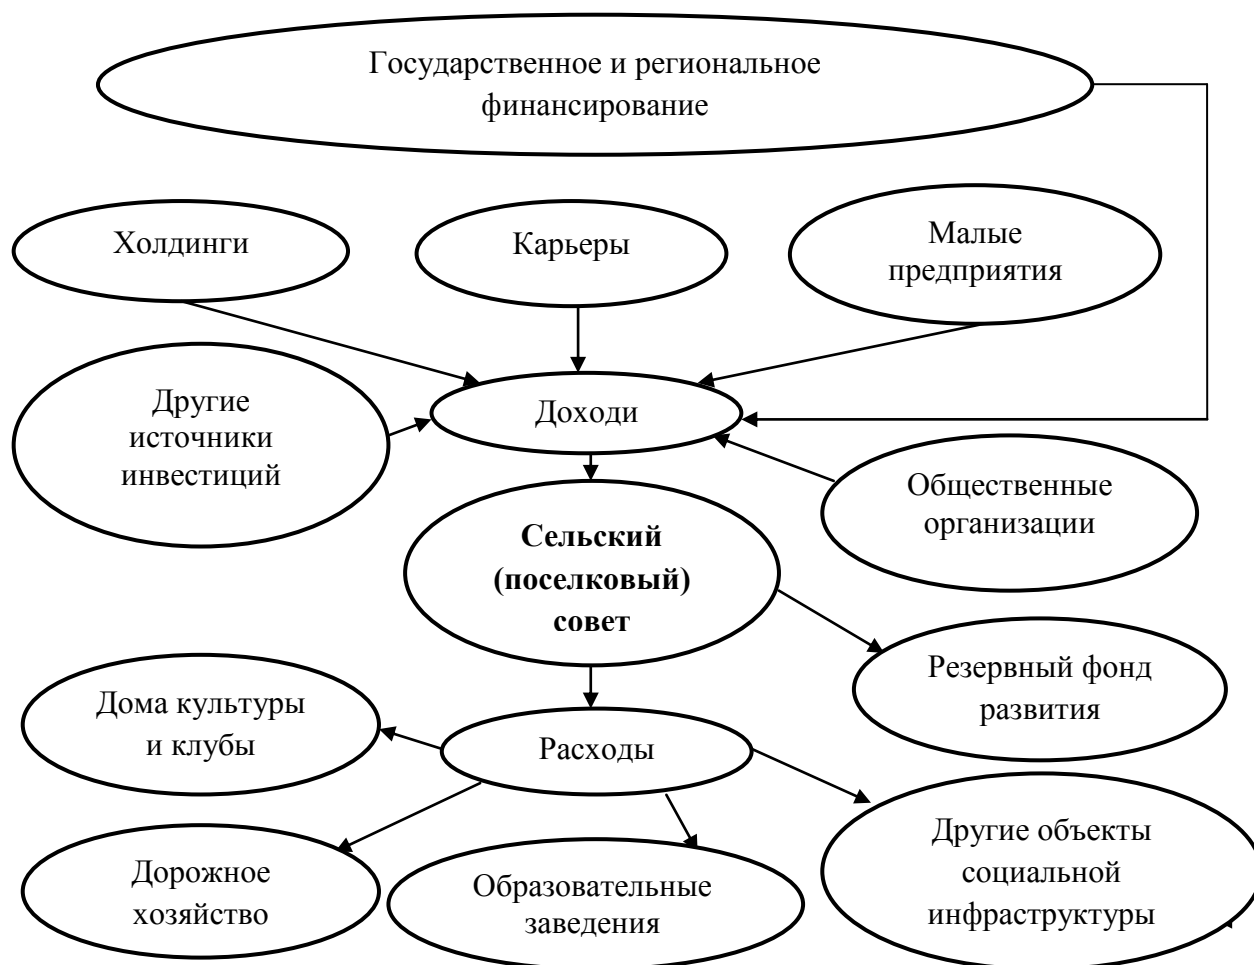 Государственное и региональное
финансирование
Холдинги
Карьеры
Малые
предприятия
Другие
источники
инвестиций
Доходи
Общественные
организации
Сельский
(поселковый)
совет
Резервный фонд
развития
Дома культуры
и клубы
Расходы
Дорожное
хозяйство
Образовательные
заведения
Другие объекты
социальной
инфраструктуры